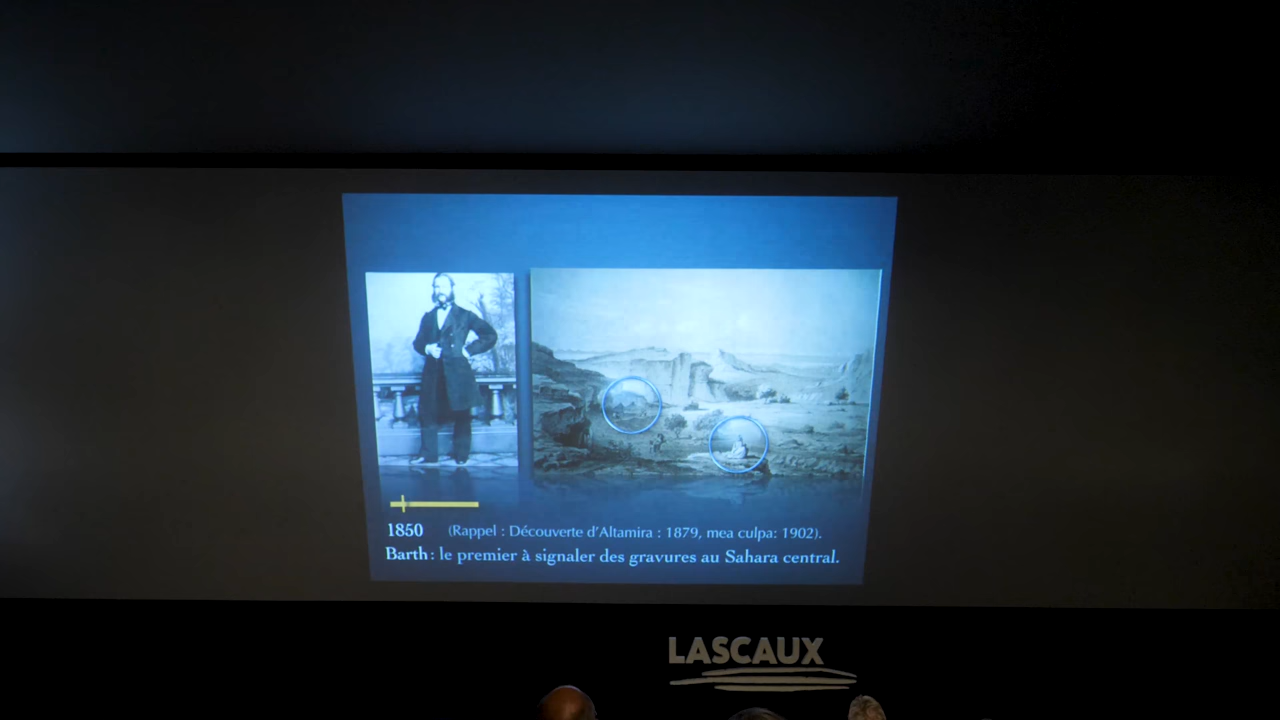 1850 (Rappel : Découverte d'Altamira : 1879, mea culpa: 1902).
Barth : le premier à signaler des gravures au Sahara central.
LASCAUX